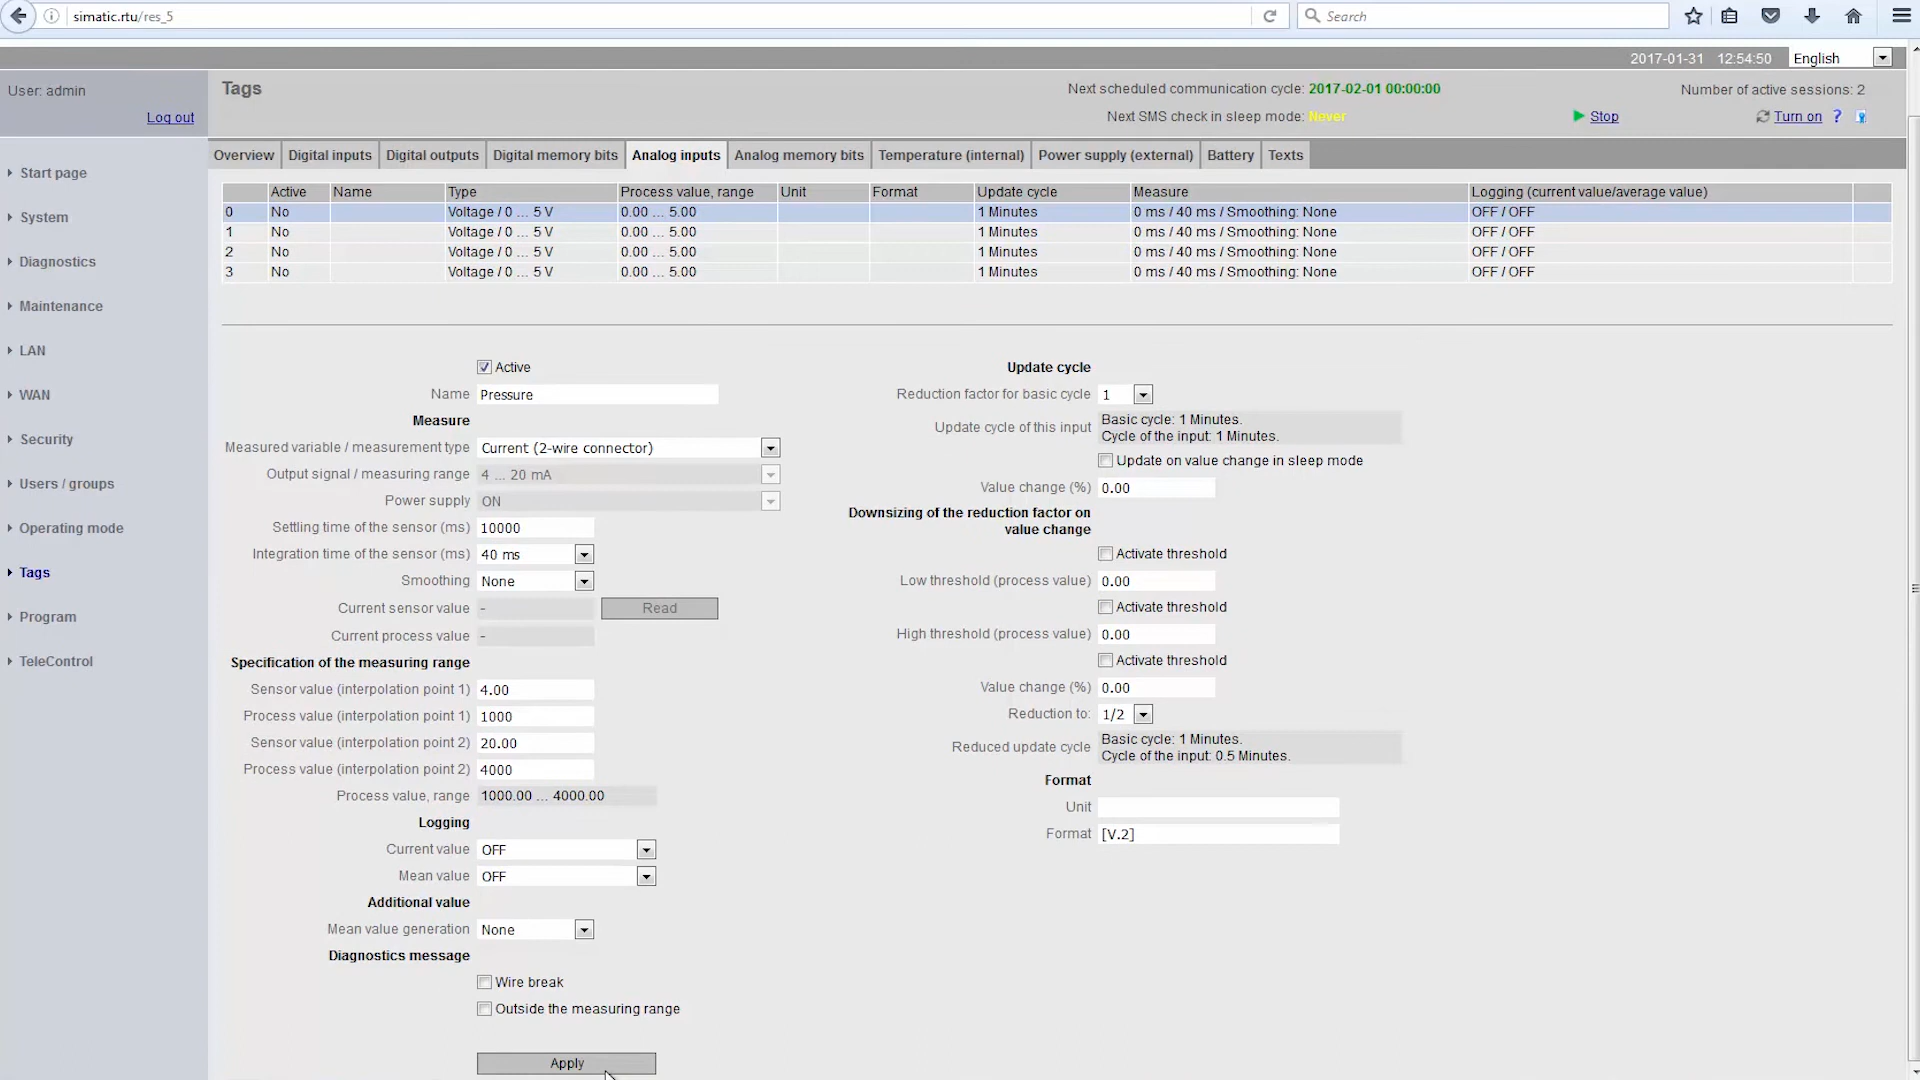 simatic.rtu/res_5
Search
2017-01-31 12:54:50 English
User: admin
Log out
Tags
Next scheduled communication cycle: 2017-02-01 00:00:00
Next SMS check in sleep mode: Never
Stop
Number of active sessions: 2
Turn on ?
Start page
System
Diagnostics
Maintenance
LAN
WAN
Security
Users / groups
Operating mode
Tags
Program
TeleControl
Overview Digital inputs Digital outputs Digital memory bits Analog inputs Analog memory bits Temperature (internal) Power supply (external) Battery Texts
Active Name Type Process value, range Unit Format Update cycle Measure Logging (current value/average value)
0 No Voltage / 0 ... 5 V 0.00 ... 5.00 1 Minutes 0 ms / 40 ms / Smoothing: None OFF / OFF
1 No Voltage / 0 ... 5 V 0.00 ... 5.00 1 Minutes 0 ms / 40 ms / Smoothing: None OFF / OFF
2 No Voltage / 0 ... 5 V 0.00 ... 5.00 1 Minutes 0 ms / 40 ms / Smoothing: None OFF / OFF
3 No Voltage / 0 ... 5 V 0.00 ... 5.00 1 Minutes 0 ms / 40 ms / Smoothing: None OFF / OFF
Active
Name Pressure
Measure
Measured variable / measurement type Current (2-wire connector)
Output signal / measuring range 4 ... 20 mA
Power supply ON
Settling time of the sensor (ms) 10000
Integration time of the sensor (ms) 40 ms
Smoothing None
Current sensor value - Read
Current process value -
Specification of the measuring range
Sensor value (interpolation point 1) 4.00
Process value (interpolation point 1) 1000
Sensor value (interpolation point 2) 20.00
Process value (interpolation point 2) 4000
Process value, range 1000.00 ... 4000.00
Logging
Current value OFF
Mean value OFF
Additional value
Mean value generation None
Diagnostics message
Wire break
Outside the measuring range
Apply
Update cycle
Reduction factor for basic cycle 1
Update cycle of this input Basic cycle: 1 Minutes.
Cycle of the input: 1 Minutes.
Update on value change in sleep mode
Value change (%) 0.00
Downsizing of the reduction factor on
value change
Activate threshold
Low threshold (process value) 0.00
Activate threshold
High threshold (process value) 0.00
Activate threshold
Value change (%) 0.00
Reduction to: 1/2
Reduced update cycle Basic cycle: 1 Minutes.
Cycle of the input: 0.5 Minutes.
Format
Unit
Format [V.2]